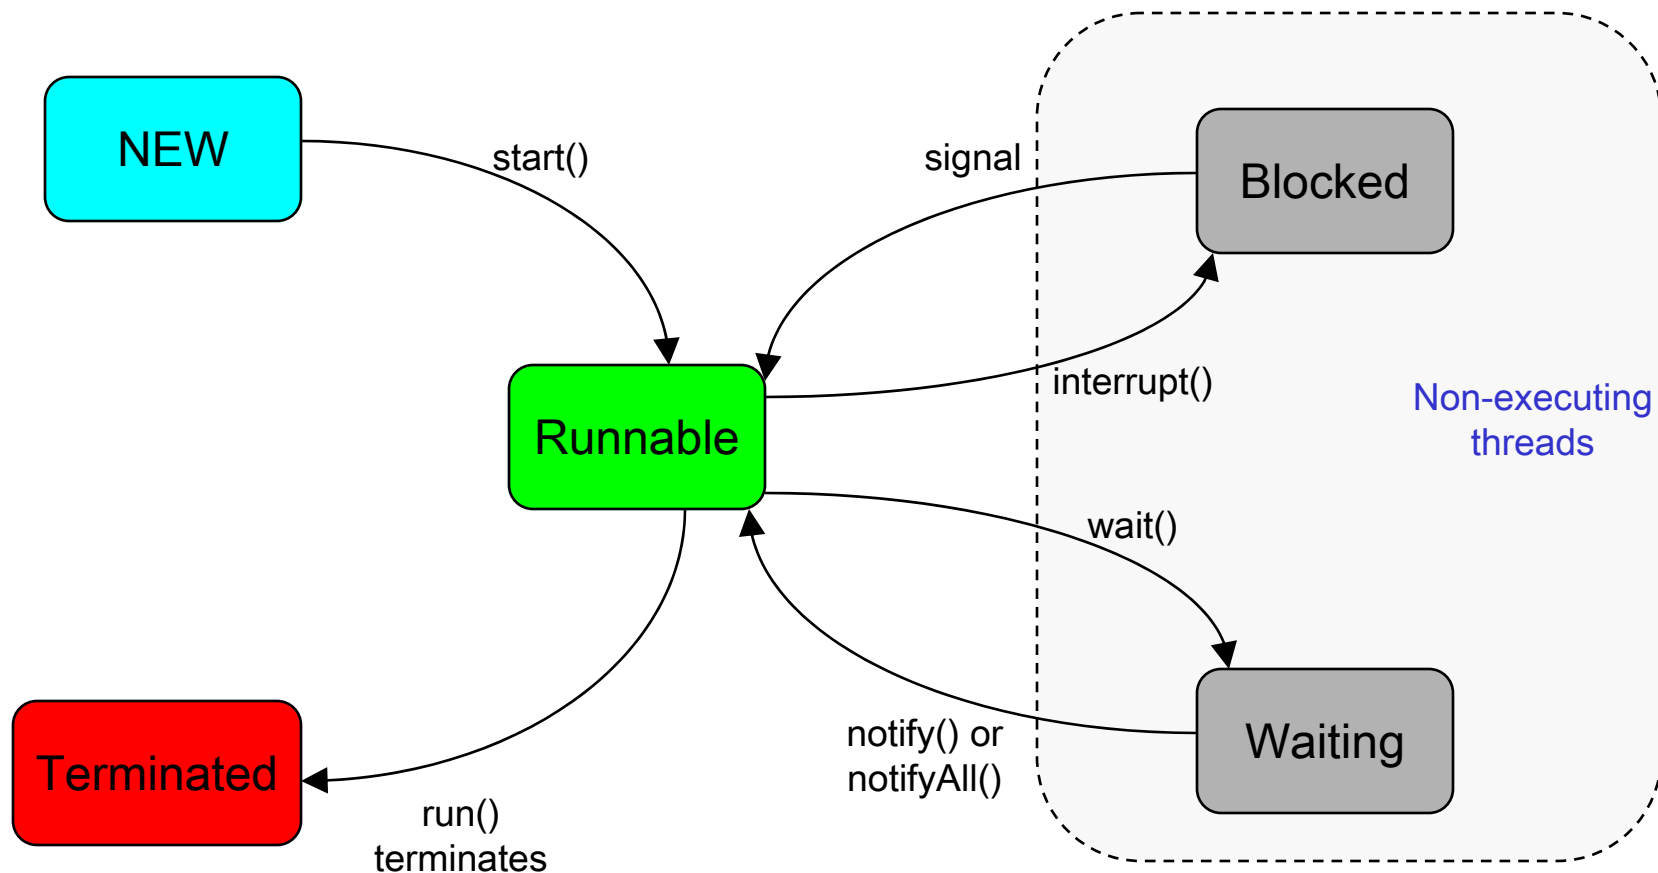 NEW
start()
signal
Blocked
interrupt()
Non-executing
threads
Runnable
wait()
notify() or
notifyAll()
Waiting
Terminated
run()
terminates